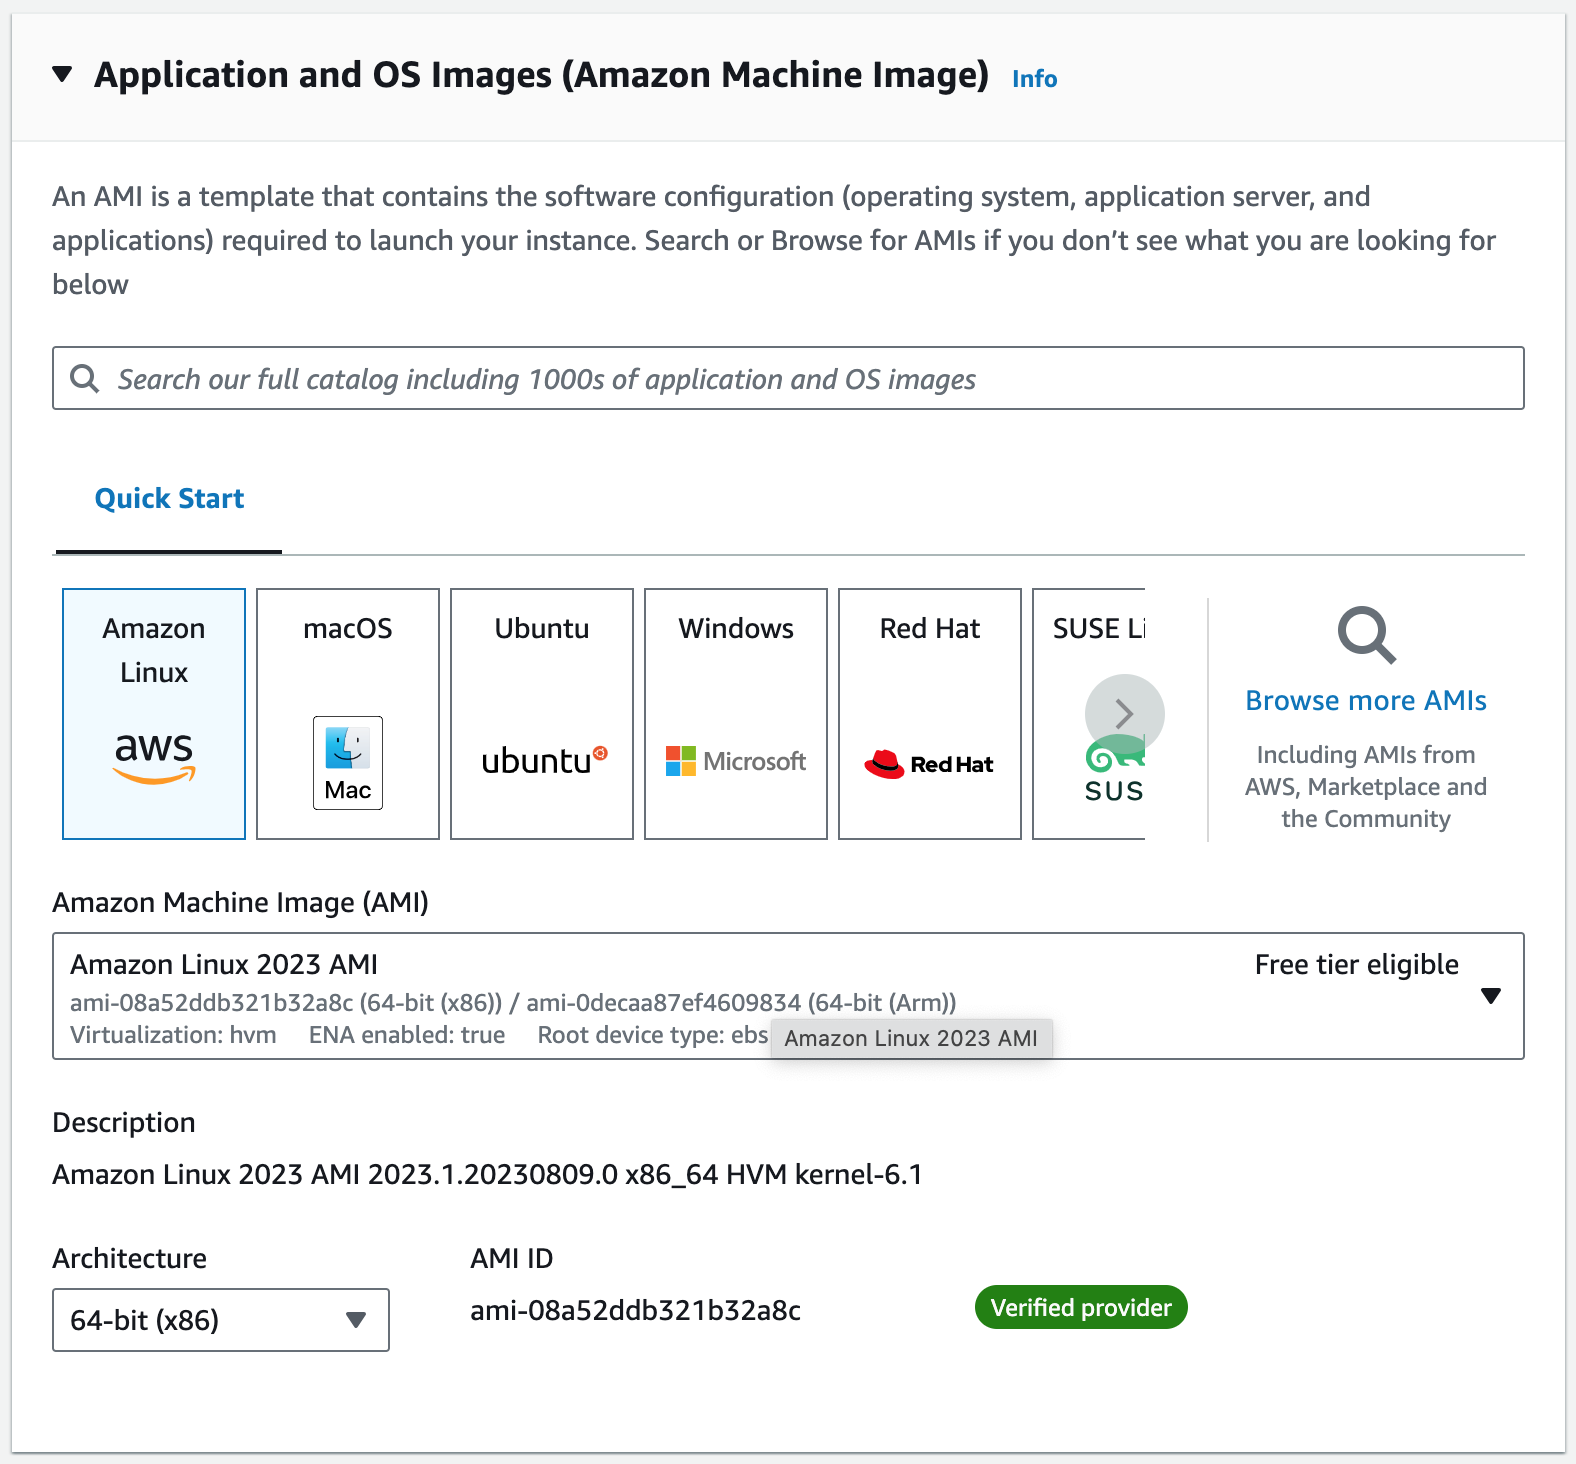 Application and OS Images (Amazon Machine Image) Info
An AMI is a template that contains the software configuration (operating system, application server, and
applications) required to launch your instance. Search or Browse for AMIs if you don’t see what you are looking for
below
Search our full catalog including 1000s of application and OS images
Quick Start
Amazon
Linux
aws
macOS
Mac
Ubuntu
ubuntu
Windows
Microsoft
Red Hat
Red Hat
SUSE Li
SUS
Browse more AMIs
Including AMIs from
AWS, Marketplace and
the Community
Amazon Machine Image (AMI)
Amazon Linux 2023 AMI
Free tier eligible
ami-08a52ddb321b32a8c (64-bit (x86)) / ami-0decaa87ef4609834 (64-bit (Arm))
Virtualization: hvm ENA enabled: true Root device type: ebs
Amazon Linux 2023 AMI
Description
Amazon Linux 2023 AMI 2023.1.20230809.0 x86_64 HVM kernel-6.1
Architecture
64-bit (x86)
AMI ID
ami-08a52ddb321b32a8c
Verified provider